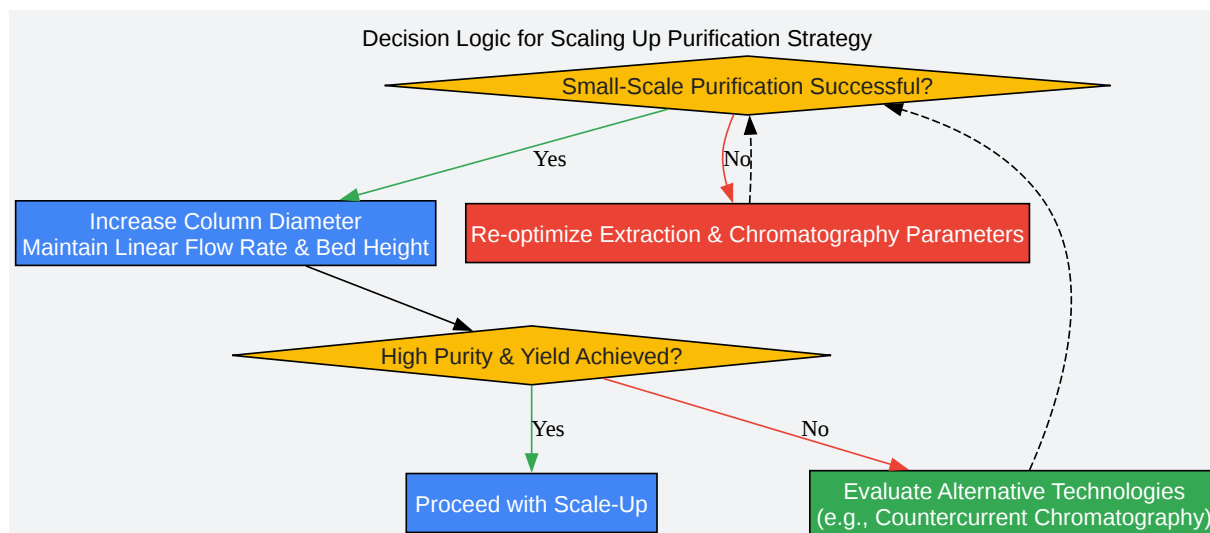 Decision Logic for Scaling Up Purification Strategy
Small-Scale Purification Successful?
Yes
No
Increase Column Diameter
Maintain Linear Flow Rate & Bed Height
Re-optimize Extraction & Chromatography Parameters
High Purity & Yield Achieved?
Yes
No
Proceed with Scale-Up
Evaluate Alternative Technologies
(e.g., Countercurrent Chromatography)